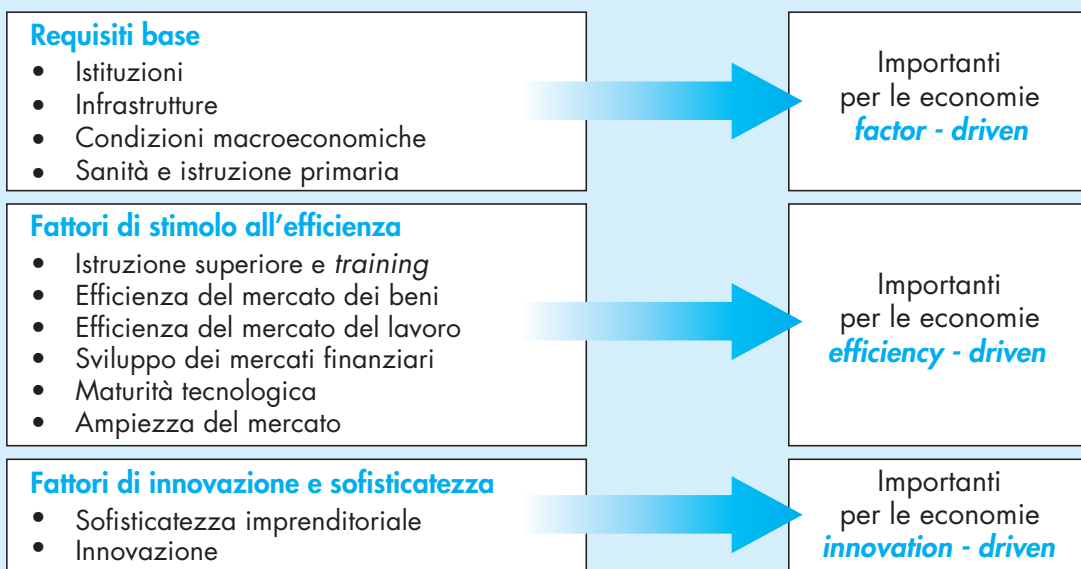 Requisiti base
• Istituzioni
• Infrastrutture
• Condizioni macroeconomiche
• Sanità e istruzione primaria
Importanti
per le economie
factor - driven
Fattori di stimolo all’efficienza
• Istruzione superiore e training
• Efficienza del mercato dei beni
• Efficienza del mercato del lavoro
• Sviluppo dei mercati finanziari
• Maturità tecnologica
• Ampiezza del mercato
Importanti
per le economie
efficiency - driven
Fattori di innovazione e sofisticatezza
• Sofisticatezza imprenditoriale
• Innovazione
Importanti
per le economie
innovation - driven